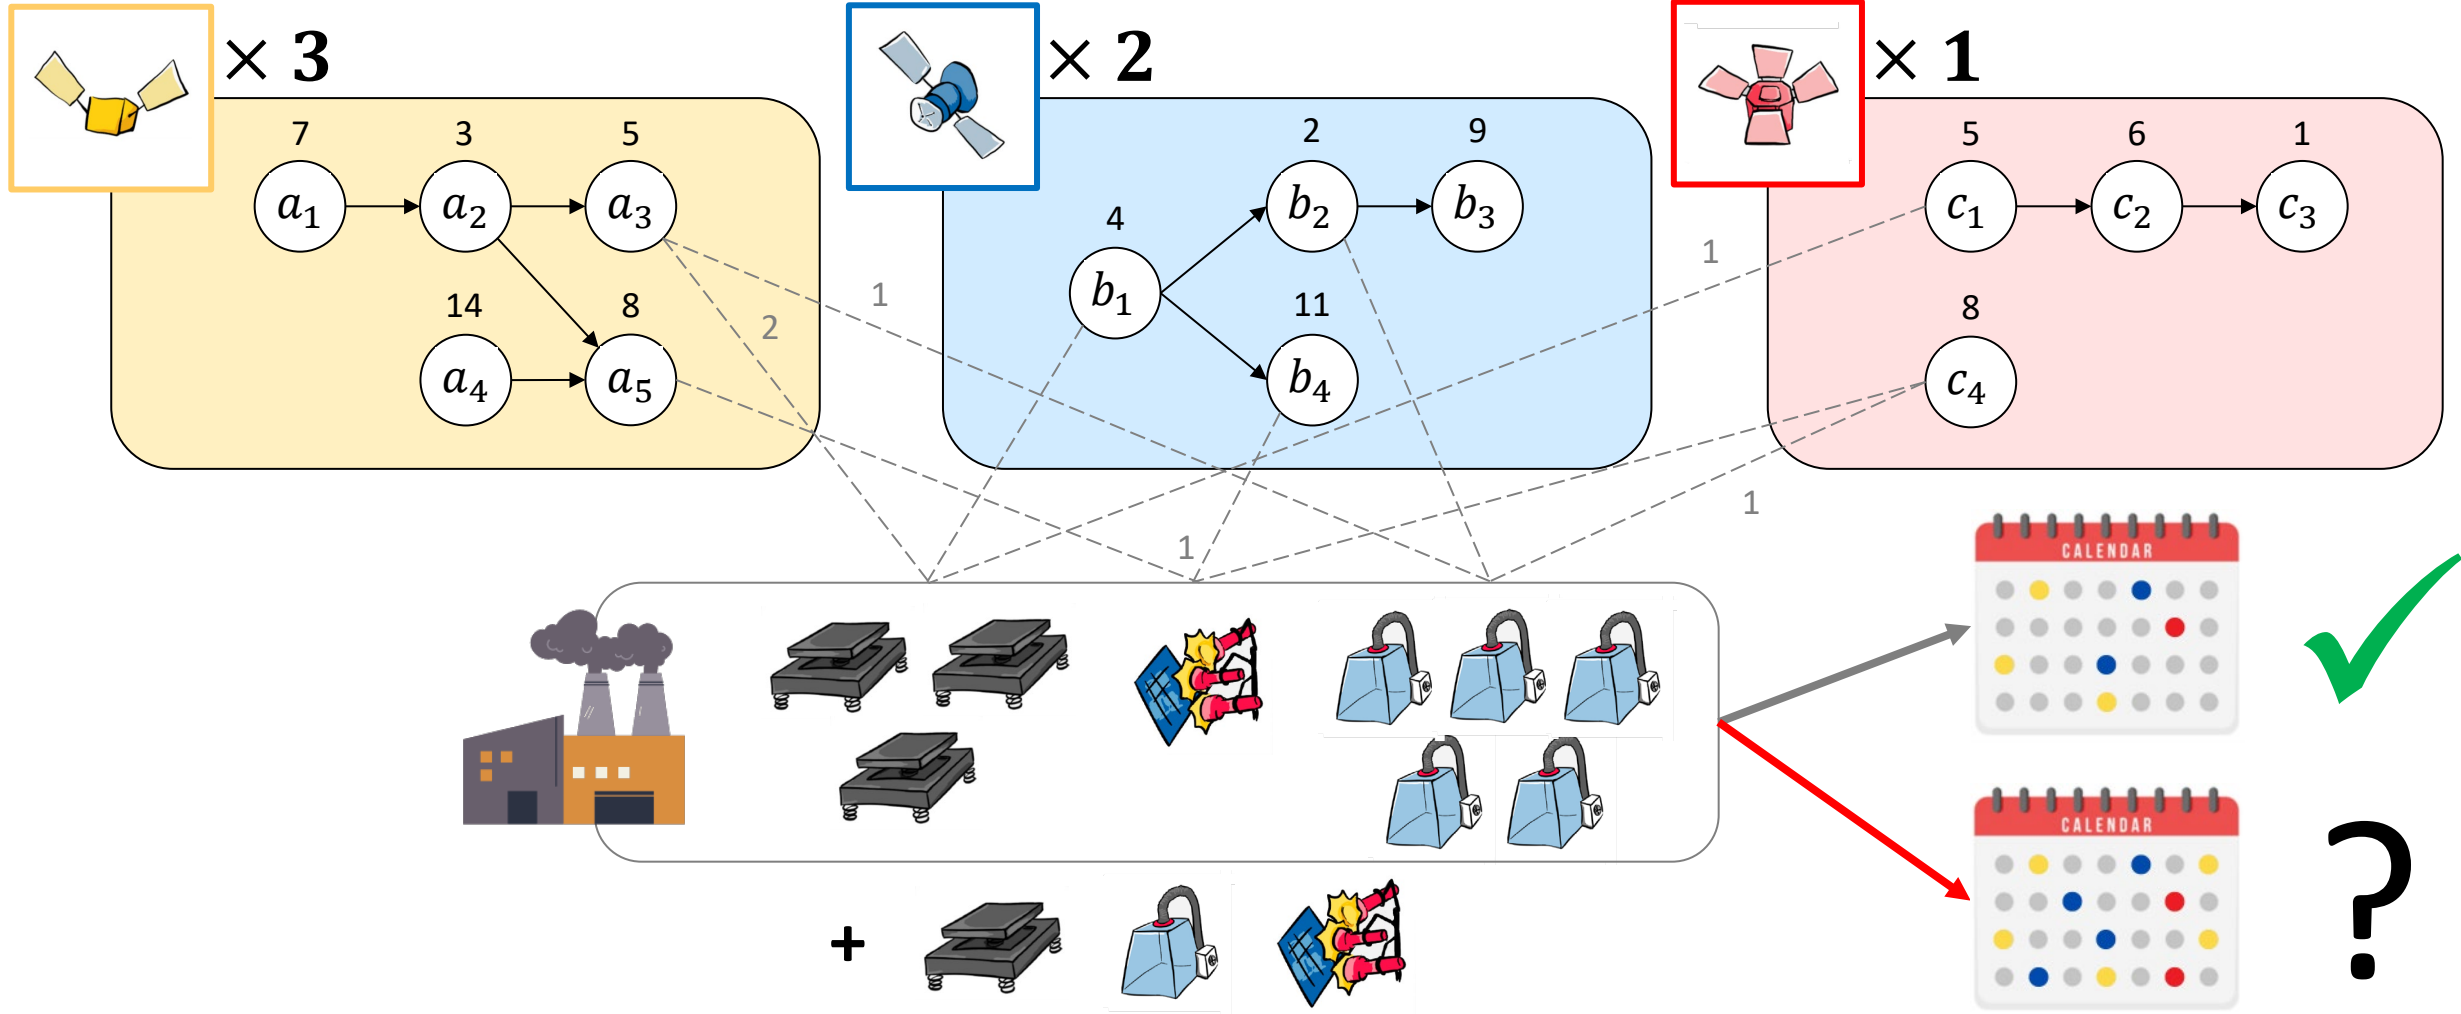 × 3
× 2
× 1
7 3 5
a₁ a₂ a₃
14 8
a₄ a₅
2 9
b₂ b₃
4
b₁
11
b₄
5 6 1
c₁ c₂ c₃
8
c₄
1
2
1
1
1
CALENDAR
+
CALENDAR
?